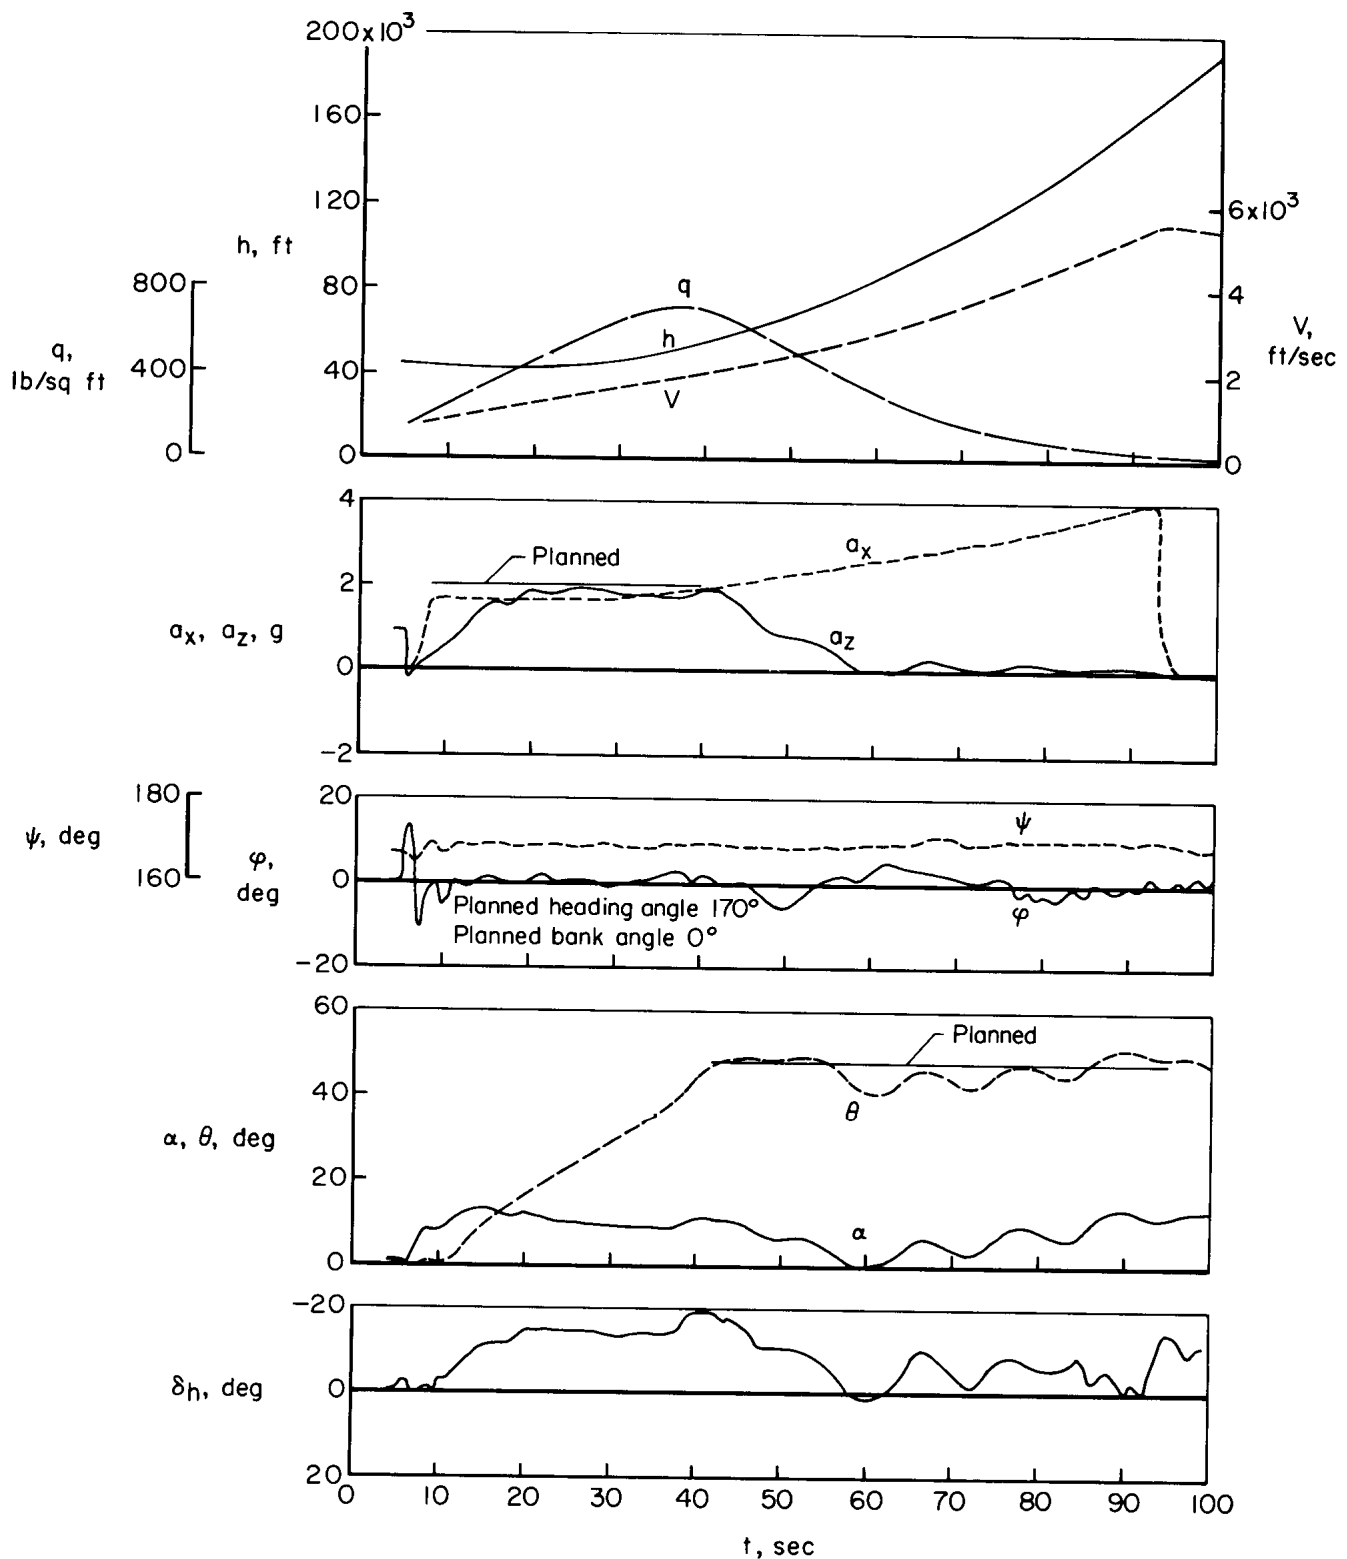 200x10³
160
120
h, ft
80
40
0
800
q,
lb/sq ft
400
0
6x10³
4
V,
ft/sec
2
0
q
h
V
4
2
aₓ, a_z, g
0
−2
Planned
aₓ
a_z
180
ψ, deg
160
20
φ,
deg
0
−20
ψ
φ
Planned heading angle 170°
Planned bank angle 0°
60
40
α, θ, deg
20
0
Planned
θ
α
−20
δₕ, deg
0
20
0 10 20 30 40 50 60 70 80 90 100
t, sec